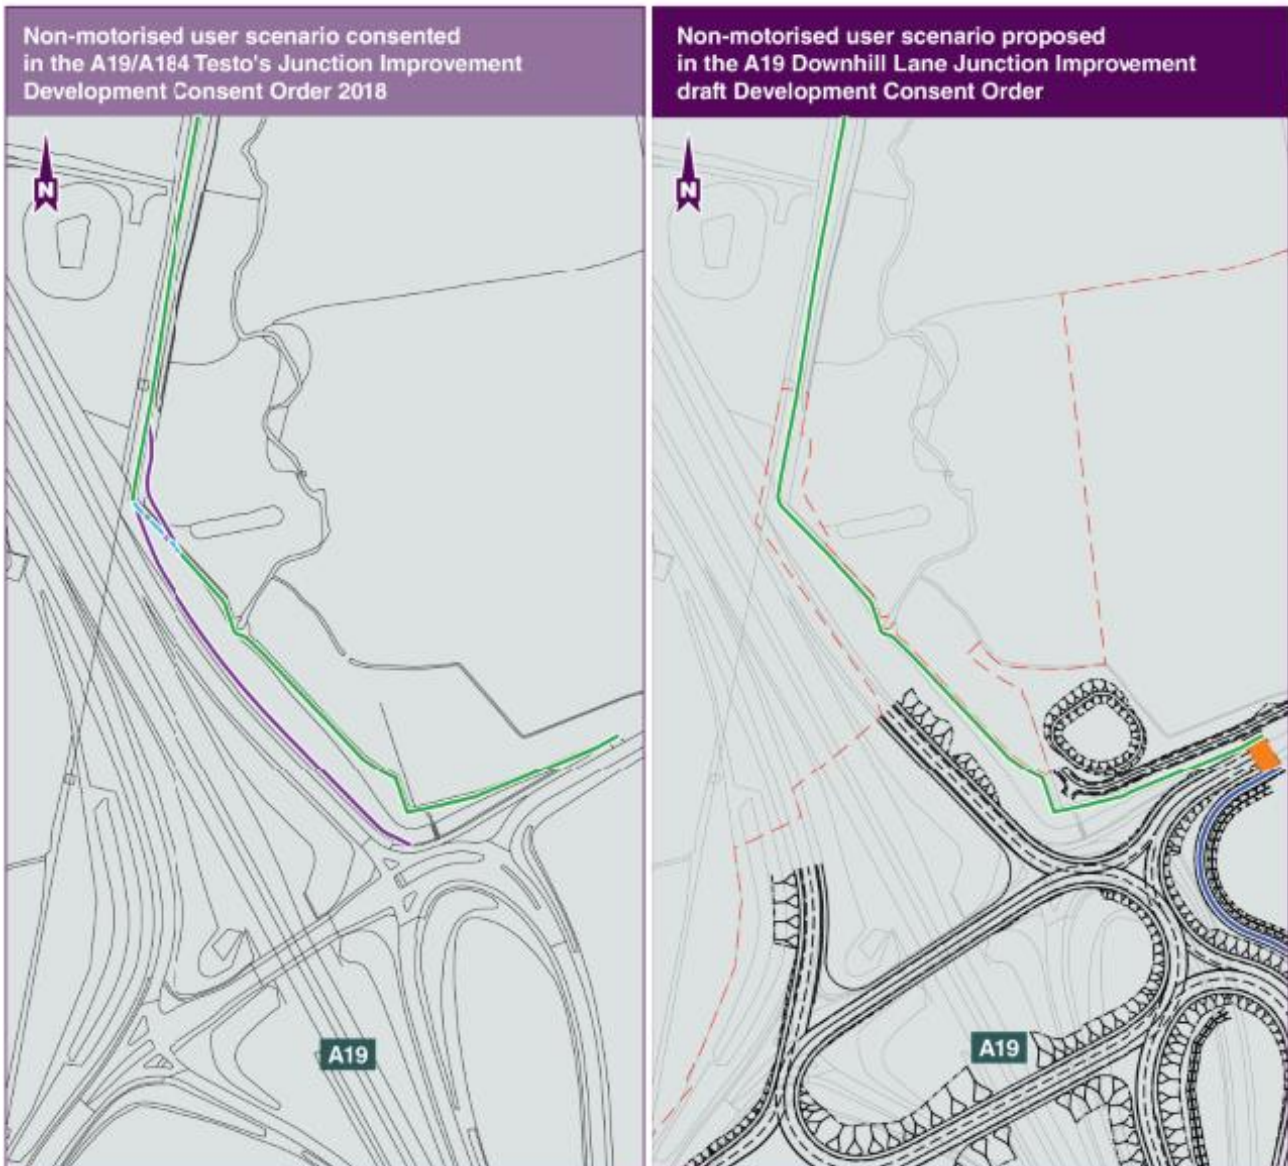 Non-motorised user scenario consented
in the A19/A184 Testo's Junction Improvement
Development Consent Order 2018
Non-motorised user scenario proposed
in the A19 Downhill Lane Junction Improvement
draft Development Consent Order
N
N
A19
A19